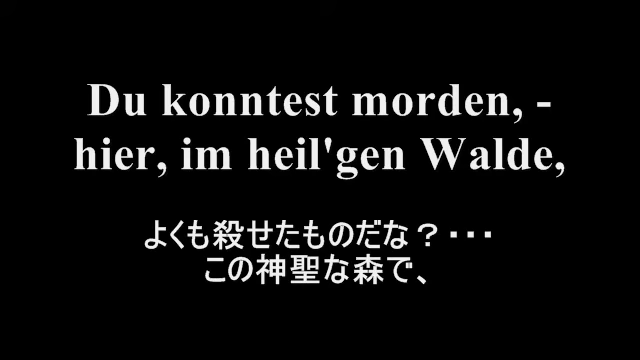 Du konntest morden, -
hier, im heil'gen Walde,
よくも殺せたものだな？・・・
この神聖な森で、